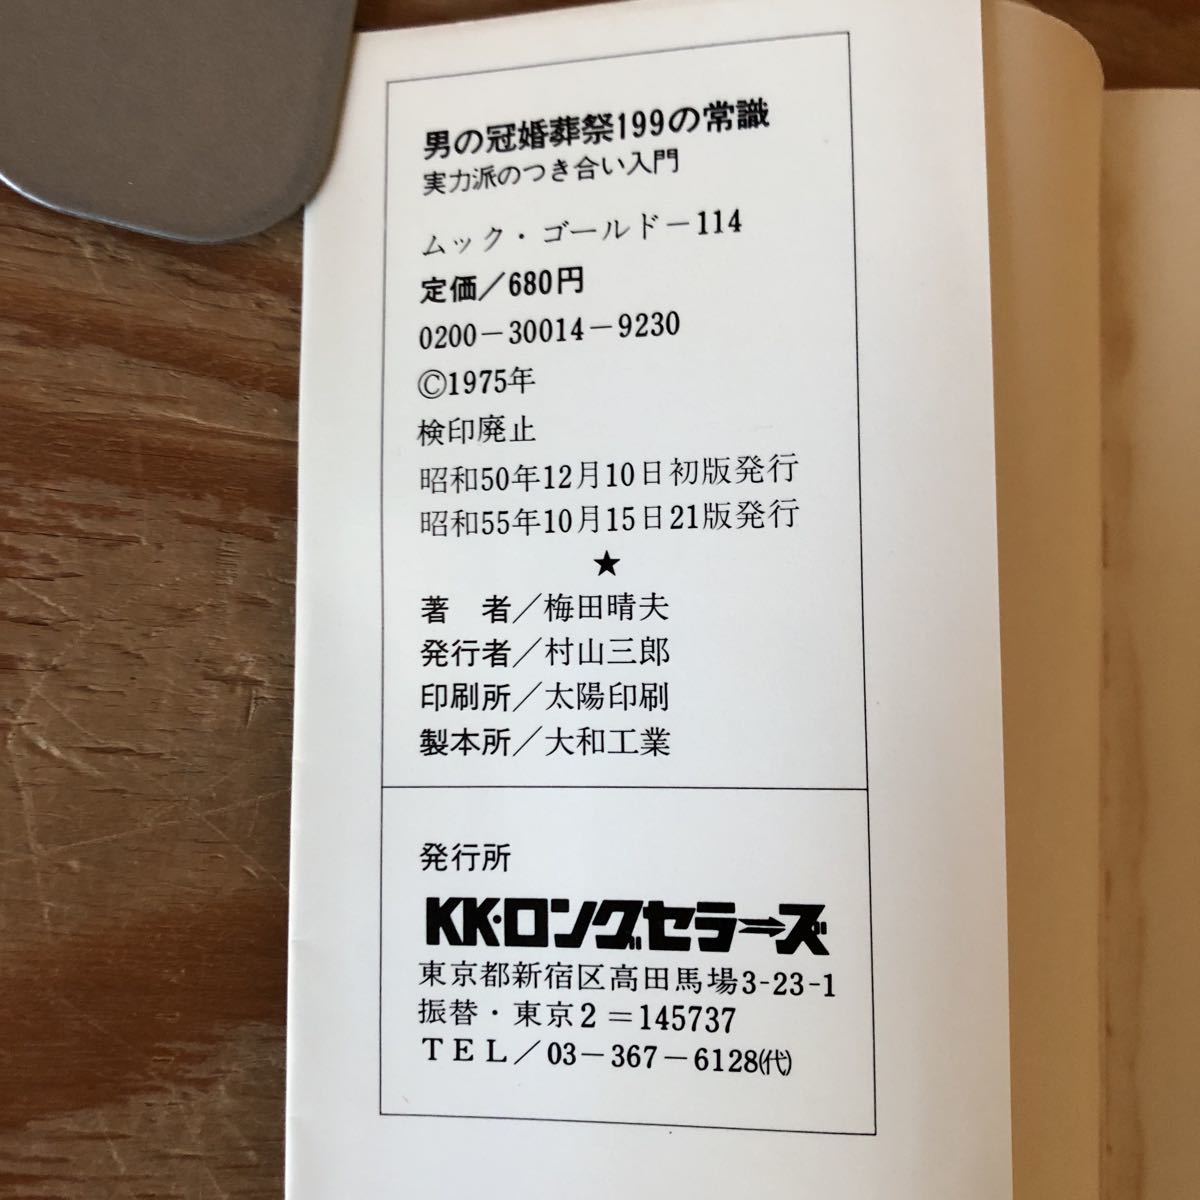 男の冠婚葬祭199の常識
実力派のつき合い入門
ムック・ゴールド－114
定価／680円
0200－30014－9230
©1975年
検印廃止
昭和50年12月10日初版発行
昭和55年10月15日21版発行
★
著　者／梅田晴夫
発行者／村山三郎
印刷所／太陽印刷
製本所／大和工業
発行所
KK・ロングセラーズ
東京都新宿区高田馬場3-23-1
振替・東京2＝145737
TEL／03－367－6128(代)